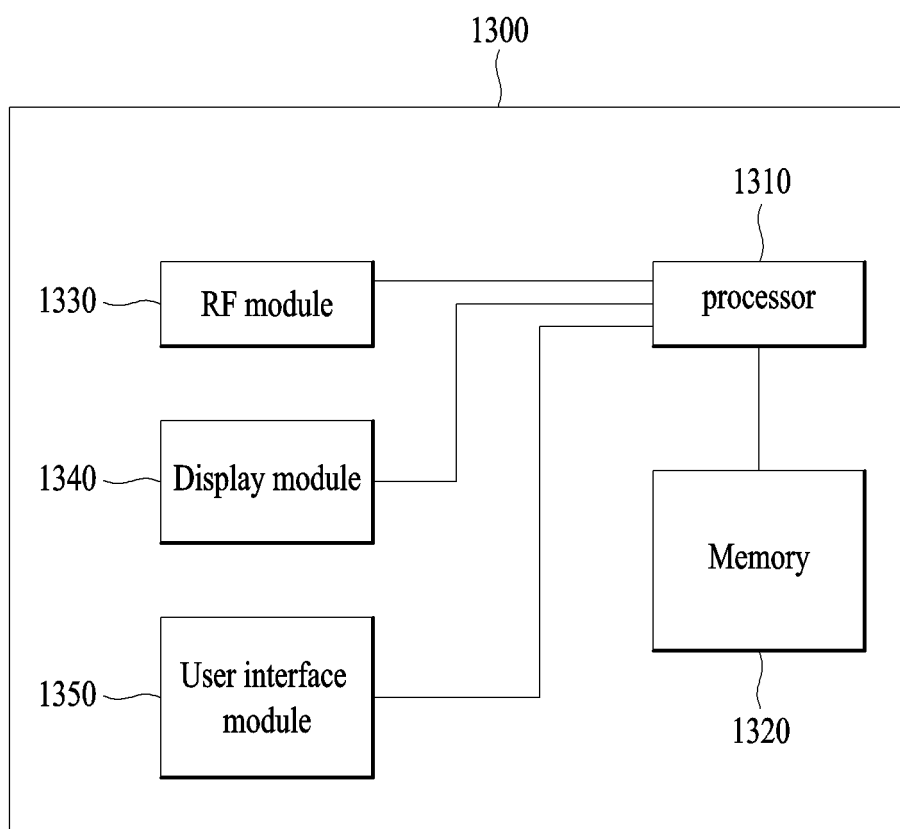 1300
1310
1330
RF module
processor
1340
Display module
Memory
1350
User interface
module
1320